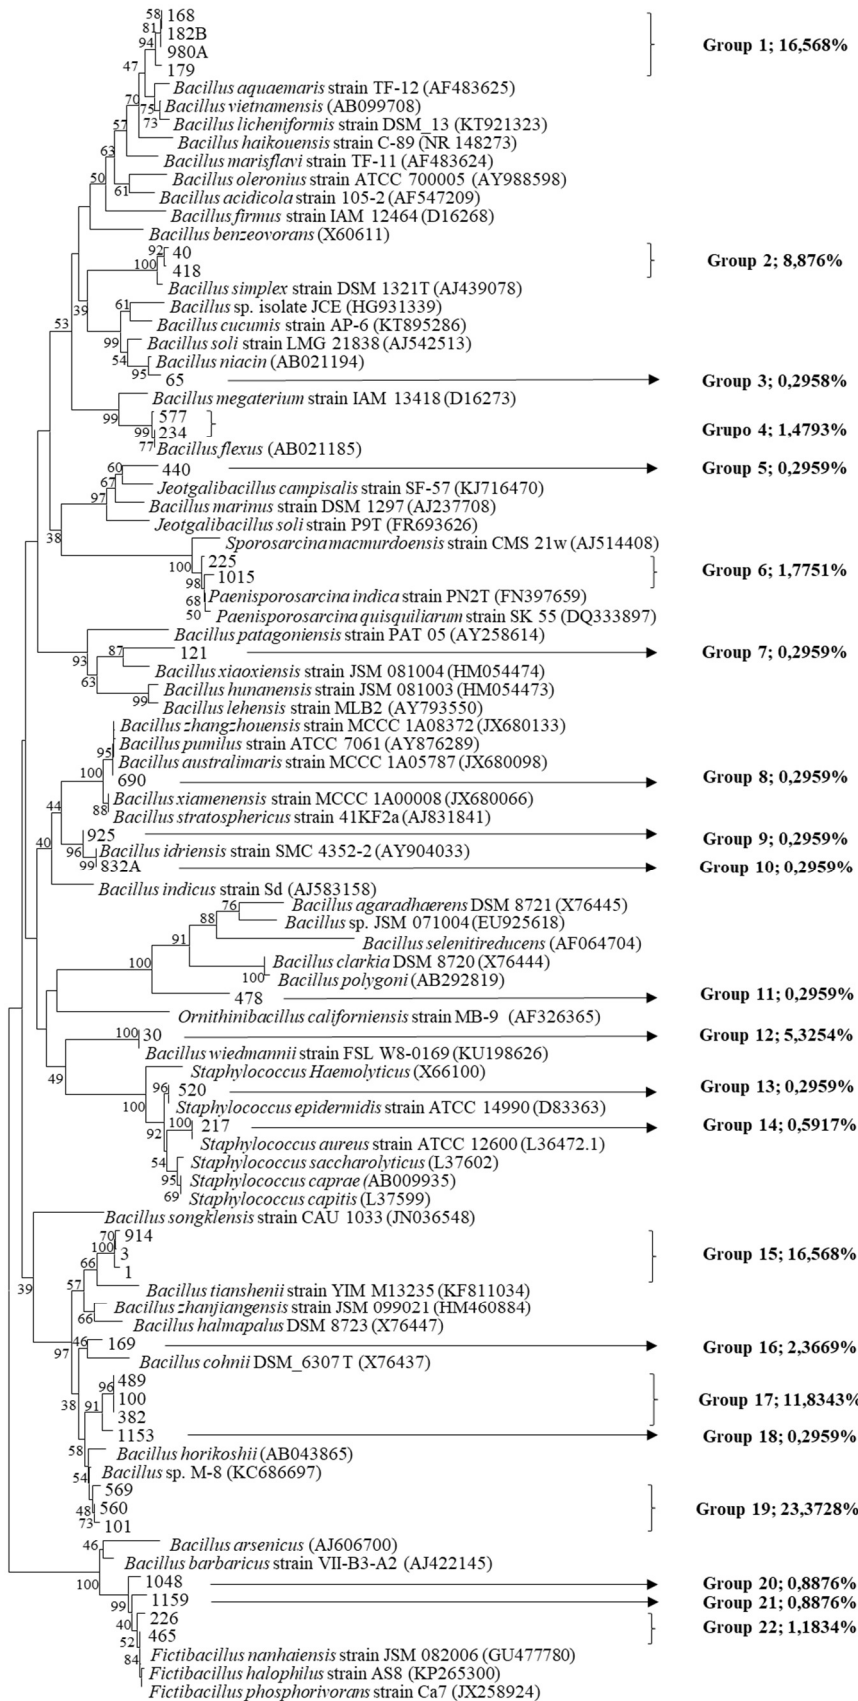 58 168
81 182B
94 980A
47 179
Group 1; 16,568%
Bacillus aquaemaris strain TF-12 (AF483625)
70 75 Bacillus vietnamensis (AB099708)
57 73 Bacillus licheniformis strain DSM_13 (KT921323)
Bacillus haikouensis strain C-89 (NR 148273)
63 Bacillus marisflavi strain TF-11 (AF483624)
50 Bacillus oleronius strain ATCC 700005 (AY988598)
61 Bacillus acidicola strain 105-2 (AF547209)
Bacillus firmus strain IAM 12464 (D16268)
Bacillus benzeovorans (X60611)
92 40
100 418
Group 2; 8,876%
Bacillus simplex strain DSM 1321T (AJ439078)
39 61 Bacillus sp. isolate JCE (HG931339)
53 Bacillus cucumis strain AP-6 (KT895286)
99 Bacillus soli strain LMG 21838 (AJ542513)
54 Bacillus niacin (AB021194)
95 65 Group 3; 0,2958%
Bacillus megaterium strain IAM 13418 (D16273)
99 577
99 234
Grupo 4; 1,4793%
77 Bacillus flexus (AB021185)
60 440 Group 5; 0,2959%
67 Jeotgalibacillus campisalis strain SF-57 (KJ716470)
97 Bacillus marinus strain DSM 1297 (AJ237708)
Jeotgalibacillus soli strain P9T (FR693626)
38 Sporosarcina macmurdoensis strain CMS 21w (AJ514408)
100 225
98 1015
Group 6; 1,7751%
68 Paenisporosarcina indica strain PN2T (FN397659)
50 Paenisporosarcina quisquiliarum strain SK 55 (DQ333897)
Bacillus patagoniensis strain PAT 05 (AY258614)
87 121 Group 7; 0,2959%
93 Bacillus xiaoxiensis strain JSM 081004 (HM054474)
63 Bacillus hunanensis strain JSM 081003 (HM054473)
99 Bacillus lehensis strain MLB2 (AY793550)
Bacillus zhangzhouensis strain MCCC 1A08372 (JX680133)
95 Bacillus pumilus strain ATCC 7061 (AY876289)
Bacillus australimaris strain MCCC 1A05787 (JX680098)
100 690 Group 8; 0,2959%
Bacillus xiamenensis strain MCCC 1A00008 (JX680066)
44 88 Bacillus stratosphericus strain 41KF2a (AJ831841)
925 Group 9; 0,2959%
40 96 Bacillus idriensis strain SMC 4352-2 (AY904033)
99 832A Group 10; 0,2959%
Bacillus indicus strain Sd (AJ583158)
76 Bacillus agaradhaerens DSM 8721 (X76445)
88 Bacillus sp. JSM 071004 (EU925618)
91 Bacillus selenitireducens (AF064704)
100 Bacillus clarkia DSM 8720 (X76444)
100 Bacillus polygoni (AB292819)
478 Group 11; 0,2959%
Ornithinibacillus californiensis strain MB-9 (AF326365)
100 30 Group 12; 5,3254%
Bacillus wiedmannii strain FSL W8-0169 (KU198626)
49 Staphylococcus Haemolyticus (X66100)
96 520 Group 13; 0,2959%
100 Staphylococcus epidermidis strain ATCC 14990 (D83363)
100 217 Group 14; 0,5917%
92 Staphylococcus aureus strain ATCC 12600 (L36472.1)
54 Staphylococcus saccharolyticus (L37602)
95 Staphylococcus caprae (AB009935)
69 Staphylococcus capitis (L37599)
Bacillus songklensis strain CAU 1033 (JN036548)
70 914
100 3
66 1
Group 15; 16,568%
39 57 Bacillus tianshenii strain YIM M13235 (KF811034)
Bacillus zhanjiangensis strain JSM 099021 (HM460884)
66 Bacillus halmapalus DSM 8723 (X76447)
46 169 Group 16; 2,3669%
97 Bacillus cohnii DSM_6307 T (X76437)
96 489
91 100
38 382
Group 17; 11,8343%
1153 Group 18; 0,2959%
58 Bacillus horikoshii (AB043865)
54 Bacillus sp. M-8 (KC686697)
569
48 560
73 101
Group 19; 23,3728%
46 Bacillus arsenicus (AJ606700)
Bacillus barbaricus strain VII-B3-A2 (AJ422145)
100 1048 Group 20; 0,8876%
99 1159 Group 21; 0,8876%
40 226
52 465
Group 22; 1,1834%
84 Fictibacillus nanhaiensis strain JSM 082006 (GU477780)
Fictibacillus halophilus strain AS8 (KP265300)
Fictibacillus phosphorivorans strain Ca7 (JX258924)